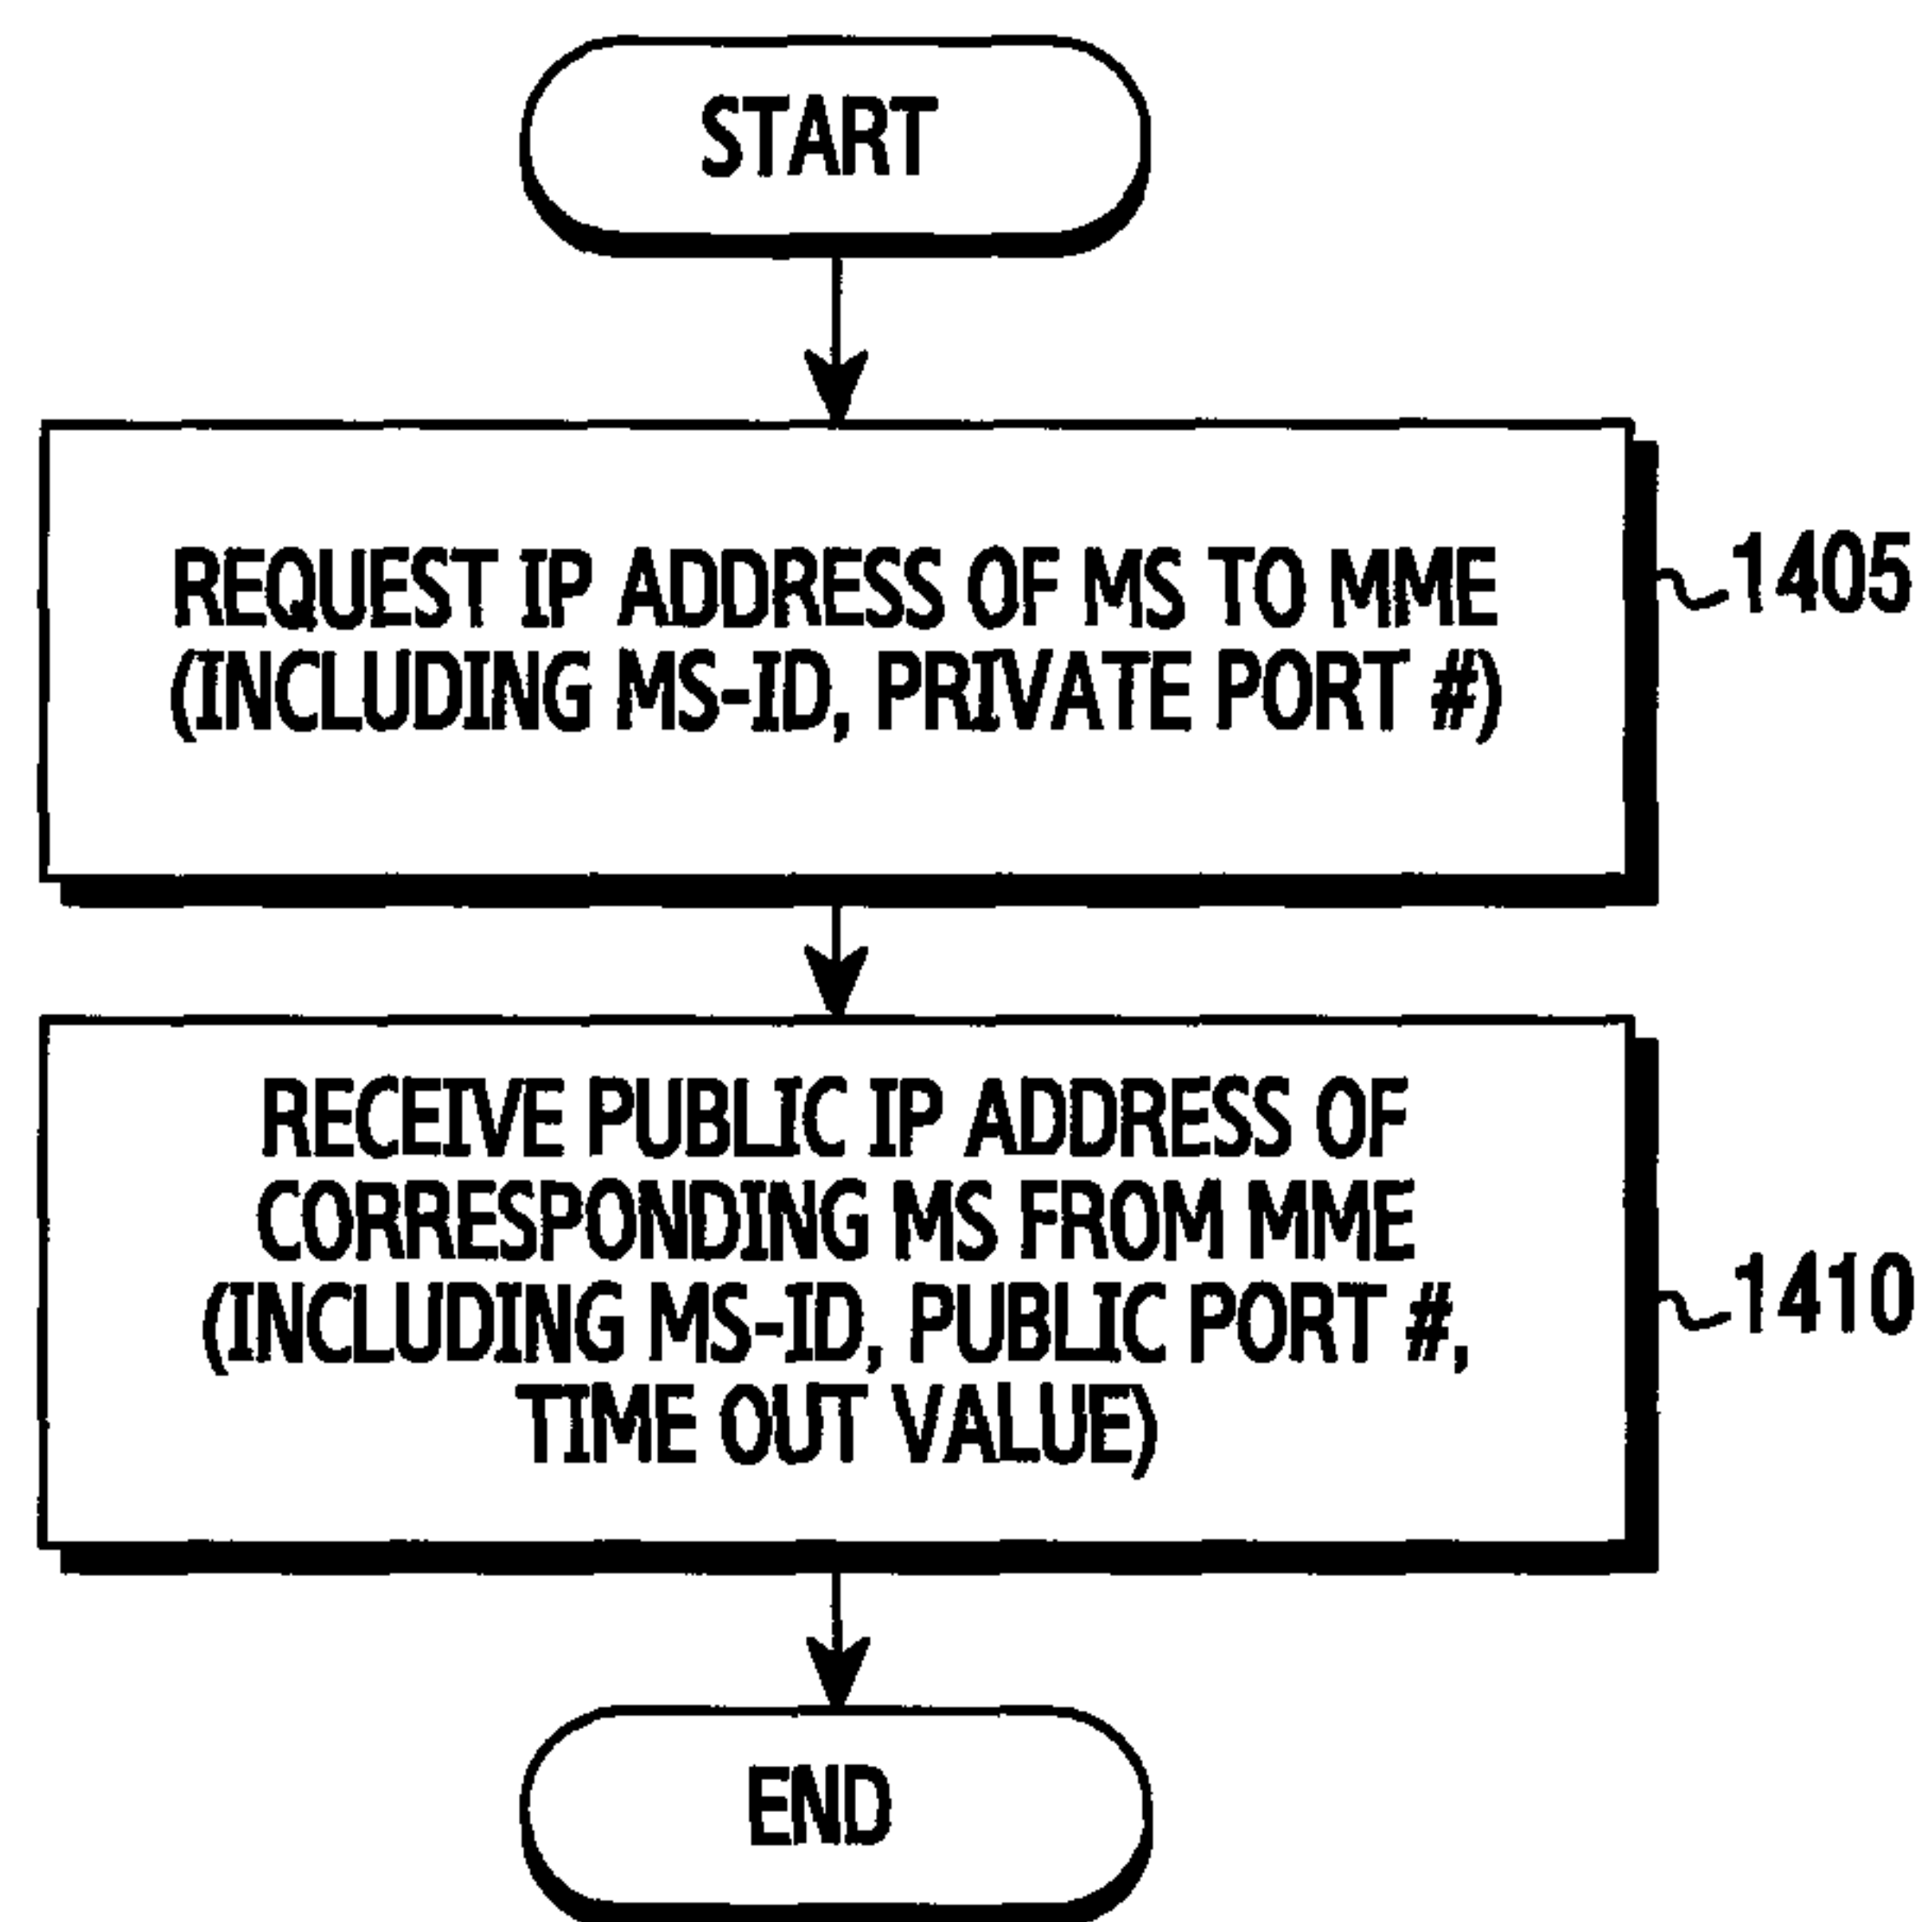 START
REQUEST IP ADDRESS OF MS TO MME
(INCLUDING MS-ID, PRIVATE PORT #)
1405
RECEIVE PUBLIC IP ADDRESS OF
CORRESPONDING MS FROM MME
(INCLUDING MS-ID, PUBLIC PORT #,
TIME OUT VALUE)
1410
END